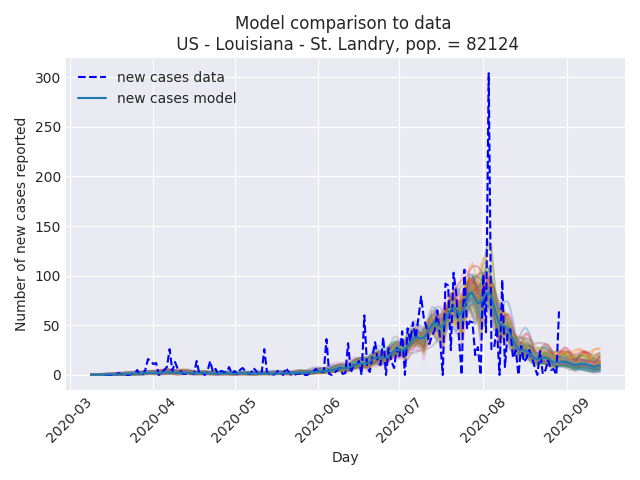 Model comparison to data
US - Louisiana - St. Landry, pop. = 82124
new cases data
new cases model
Number of new cases reported
300
250
200
150
100
50
0
2020-03
2020-04
2020-05
2020-06
2020-07
2020-08
2020-09
Day